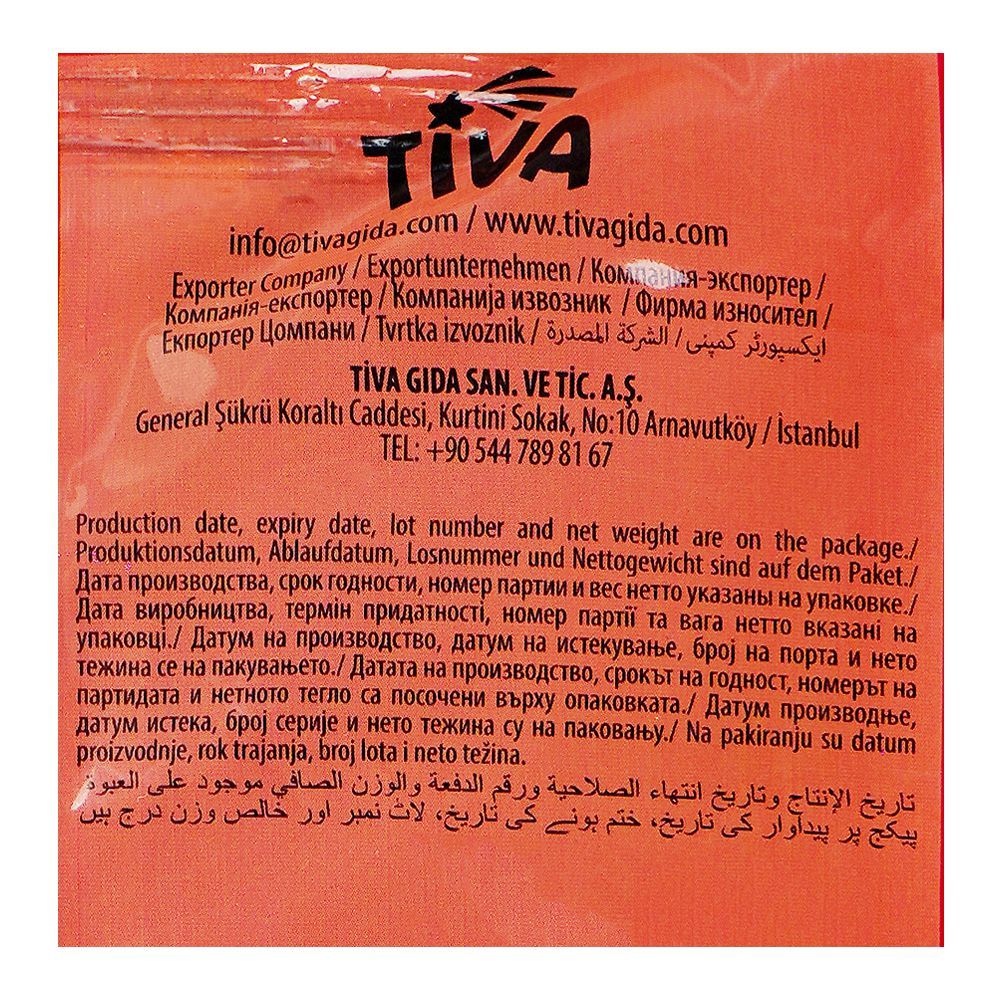 TİVA
info@tivagida.com / www.tivagida.com
Exporter Company / Exportunternehmen / Компания-экспортер /
Компанія-експортер / Компанија извозник / Фирма износител /
Екпортер Цомпани / Tvrtka izvoznik / الشركة المصدرة / ایکسپورٹر کمپنی
TİVA GIDA SAN. VE TİC. A.Ş.
General Şükrü Koraltı Caddesi, Kurtini Sokak, No:10 Arnavutköy / İstanbul
TEL: +90 544 789 81 67
Production date, expiry date, lot number and net weight are on the package./
Produktionsdatum, Ablaufdatum, Losnummer und Nettogewicht sind auf dem Paket./
Дата производства, срок годности, номер партии и вес нетто указаны на упаковке./
Дата виробництва, термін придатності, номер партії та вага нетто вказані на
упаковці./ Датум на производство, датум на истекување, број на порта и нето
тежина се на пакувањето./ Датата на производство, срокът на годност, номерът на
партидата и нетното тегло са посочени върху опаковката./ Датум производње,
датум истека, број серије и нето тежина су на паковању./ Na pakiranju su datum
proizvodnje, rok trajanja, broj lota i neto težina.
تاريخ الإنتاج وتاريخ انتهاء الصلاحية ورقم الدفعة والوزن الصافي موجود على العبوة
پیکج پر پیداوار کی تاریخ، ختم ہونے کی تاریخ، لاٹ نمبر اور خالص وزن درج ہیں